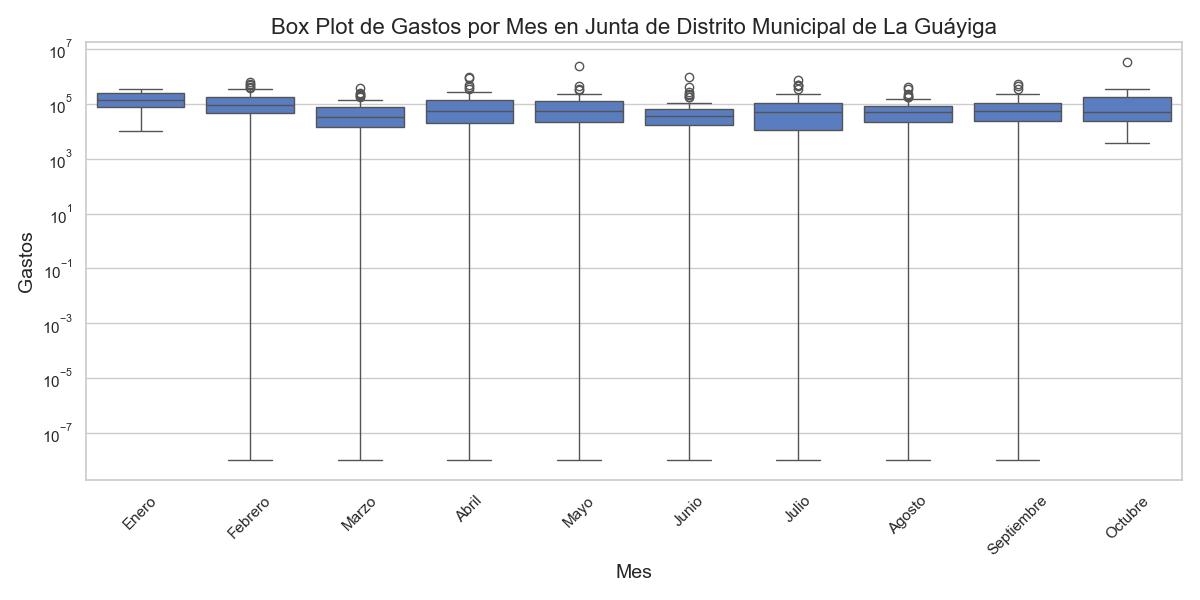 Box Plot de Gastos por Mes en Junta de Distrito Municipal de La Guáyiga
Gastos
10^7
10^5
10^3
10^1
10^−1
10^−3
10^−5
10^−7
Enero
Febrero
Marzo
Abril
Mayo
Junio
Julio
Agosto
Septiembre
Octubre
Mes